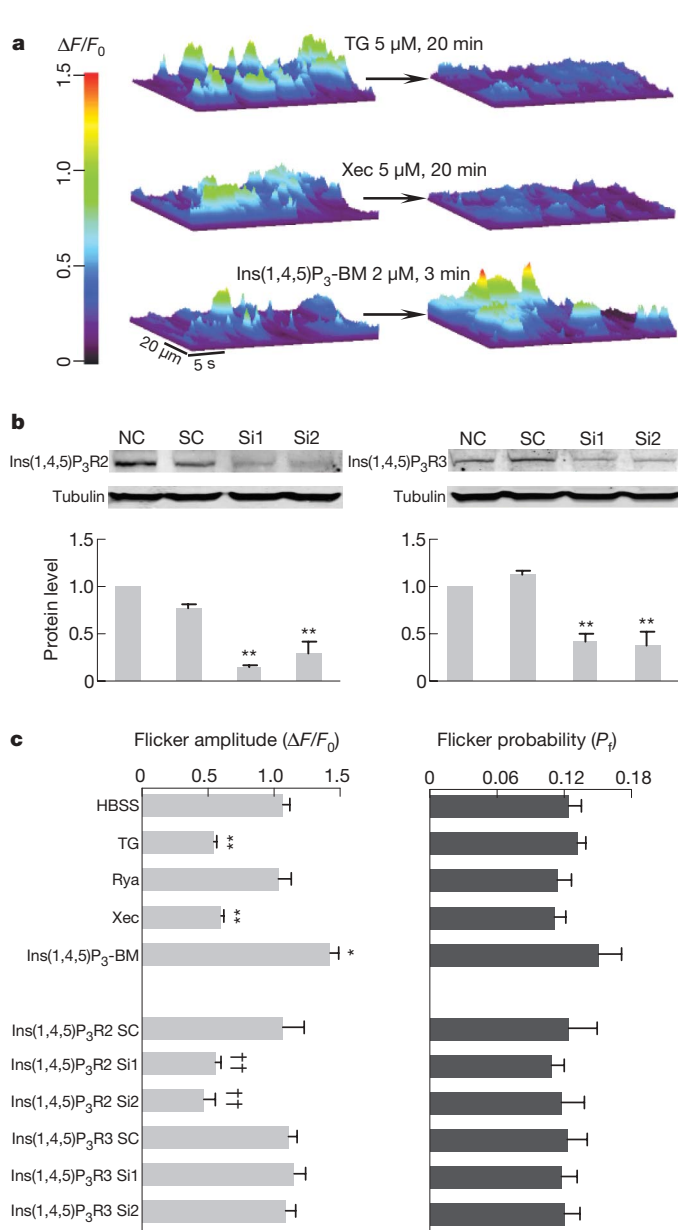 a
ΔF/F₀
1.5
1.0
0.5
0
TG 5 µM, 20 min
Xec 5 µM, 20 min
Ins(1,4,5)P₃-BM 2 µM, 3 min
20 µm
5 s
b
NC SC Si1 Si2
Ins(1,4,5)P₃R2
Tubulin
NC SC Si1 Si2
Ins(1,4,5)P₃R3
Tubulin
Protein level
1.5
1.0
0.5
0
**
**
1.5
1.0
0.5
0
**
**
c
Flicker amplitude (ΔF/F₀)
0 0.5 1.0 1.5
Flicker probability (Pf)
0 0.06 0.12 0.18
HBSS
TG **
Rya
Xec **
Ins(1,4,5)P₃-BM *
Ins(1,4,5)P₃R2 SC
Ins(1,4,5)P₃R2 Si1 ††
Ins(1,4,5)P₃R2 Si2 ††
Ins(1,4,5)P₃R3 SC
Ins(1,4,5)P₃R3 Si1
Ins(1,4,5)P₃R3 Si2